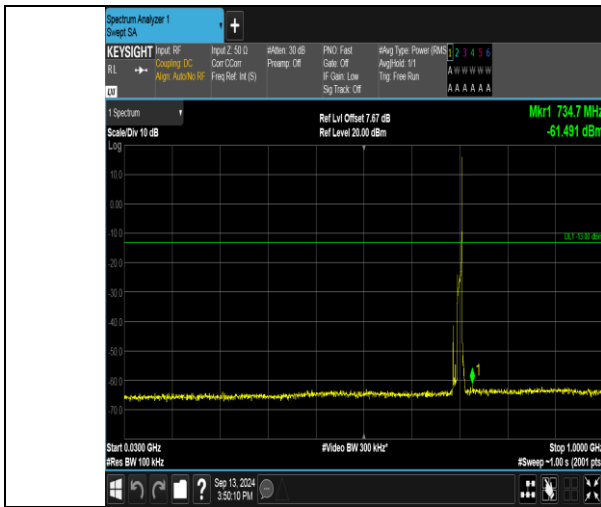 Spectrum Analyzer 1
Swept SA
+
KEYSIGHT Input: RF Input Z: 50 Ω #Atten: 30 dB PNO: Fast #Avg Type: Power (RMS 1 2 3 4 5 6
RL Coupling: DC Corr CCorr Preamp: Off Gate: Off Avg|Hold: 1/1 A W W W W W
Align: Auto/No RF Freq Ref: Int (S) IF Gain: Low Trig: Free Run
LXI Sig Track: Off A A A A A A
1 Spectrum Ref Lvl Offset 7.67 dB Mkr1 734.7 MHz
Scale/Div 10 dB Ref Level 20.00 dBm -61.491 dBm
Log
10.0
0.00
-10.0
DL1 -13.00 dBm
-20.0
-30.0
-40.0
-50.0
1
-60.0
-70.0
Start 0.0300 GHz #Video BW 300 kHz* Stop 1.0000 GHz
#Res BW 100 kHz #Sweep ~1.00 s (2001 pts
? Sep 13, 2024
3:50:10 PM